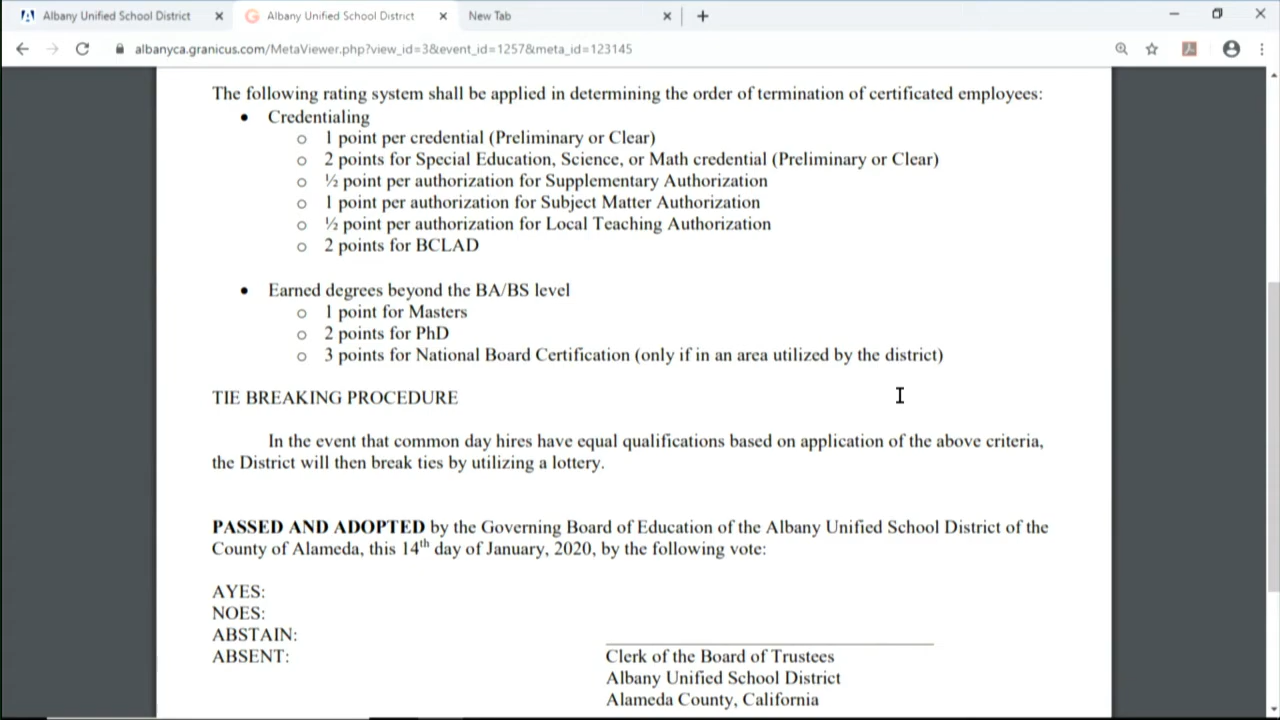 Albany Unified School District
Albany Unified School District
New Tab
albanyca.granicus.com/MetaViewer.php?view_id=3&event_id=1257&meta_id=123145
The following rating system shall be applied in determining the order of termination of certificated employees:
• Credentialing
o 1 point per credential (Preliminary or Clear)
o 2 points for Special Education, Science, or Math credential (Preliminary or Clear)
o ½ point per authorization for Supplementary Authorization
o 1 point per authorization for Subject Matter Authorization
o ½ point per authorization for Local Teaching Authorization
o 2 points for BCLAD
• Earned degrees beyond the BA/BS level
o 1 point for Masters
o 2 points for PhD
o 3 points for National Board Certification (only if in an area utilized by the district)
TIE BREAKING PROCEDURE
In the event that common day hires have equal qualifications based on application of the above criteria,
the District will then break ties by utilizing a lottery.
PASSED AND ADOPTED by the Governing Board of Education of the Albany Unified School District of the
County of Alameda, this 14th day of January, 2020, by the following vote:
AYES:
NOES:
ABSTAIN:
ABSENT:
Clerk of the Board of Trustees
Albany Unified School District
Alameda County, California